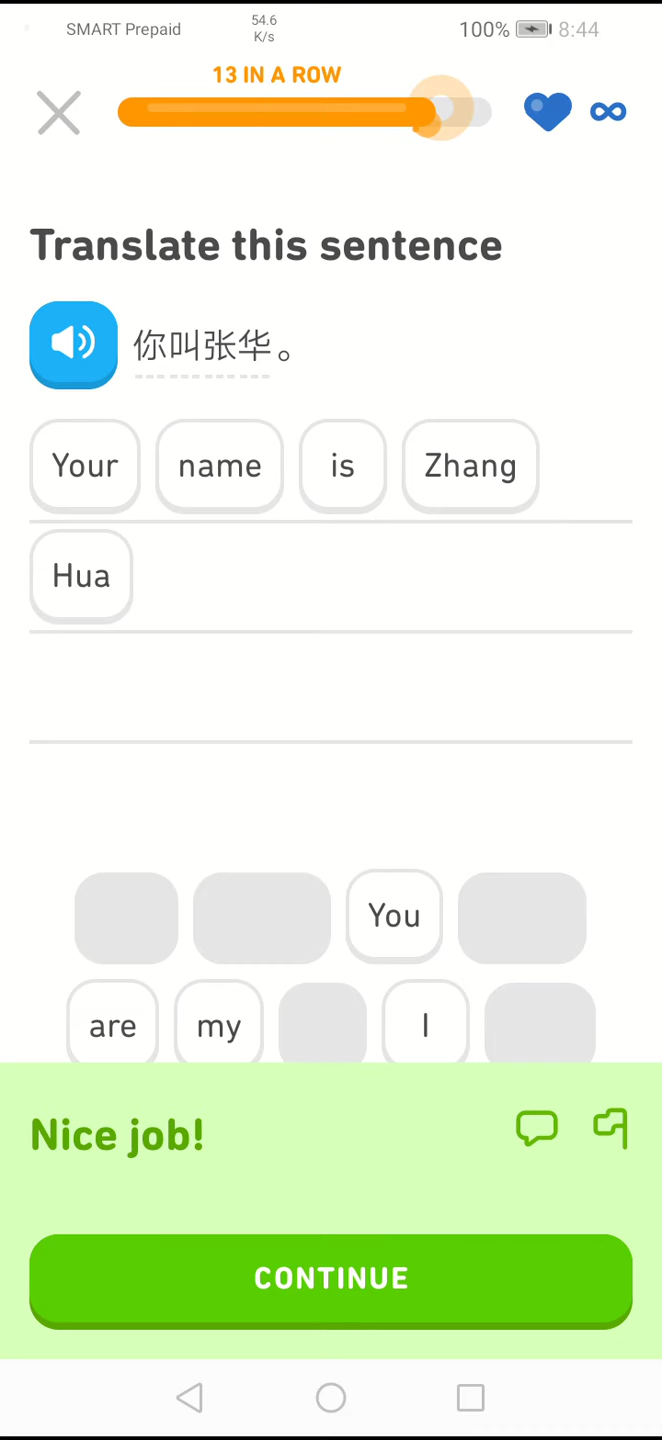 SMART Prepaid 54.6 K/s 100% 8:44
13 IN A ROW
Translate this sentence
你叫张华。
Your name is Zhang
Hua
You
are my I
Nice job!
CONTINUE